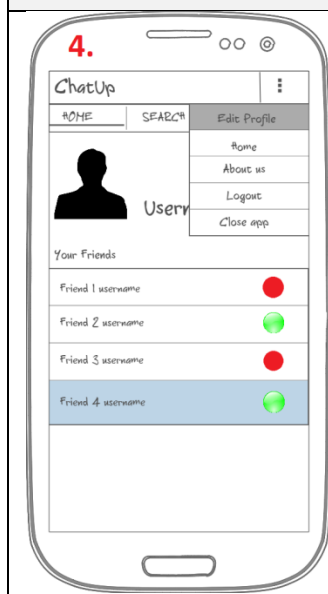 4.
ChatUp
HOME SEARCH Edit Profile
Home
About us
Logout
Close app
Your Friends
Friend 1 username
Friend 2 username
Friend 3 username
Friend 4 username